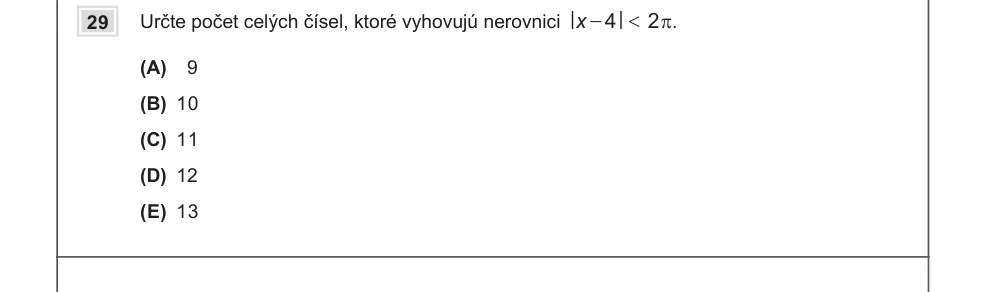 29 Určte počet celých čísel, ktoré vyhovujú nerovnici |x−4| < 2π.
(A) 9
(B) 10
(C) 11
(D) 12
(E) 13